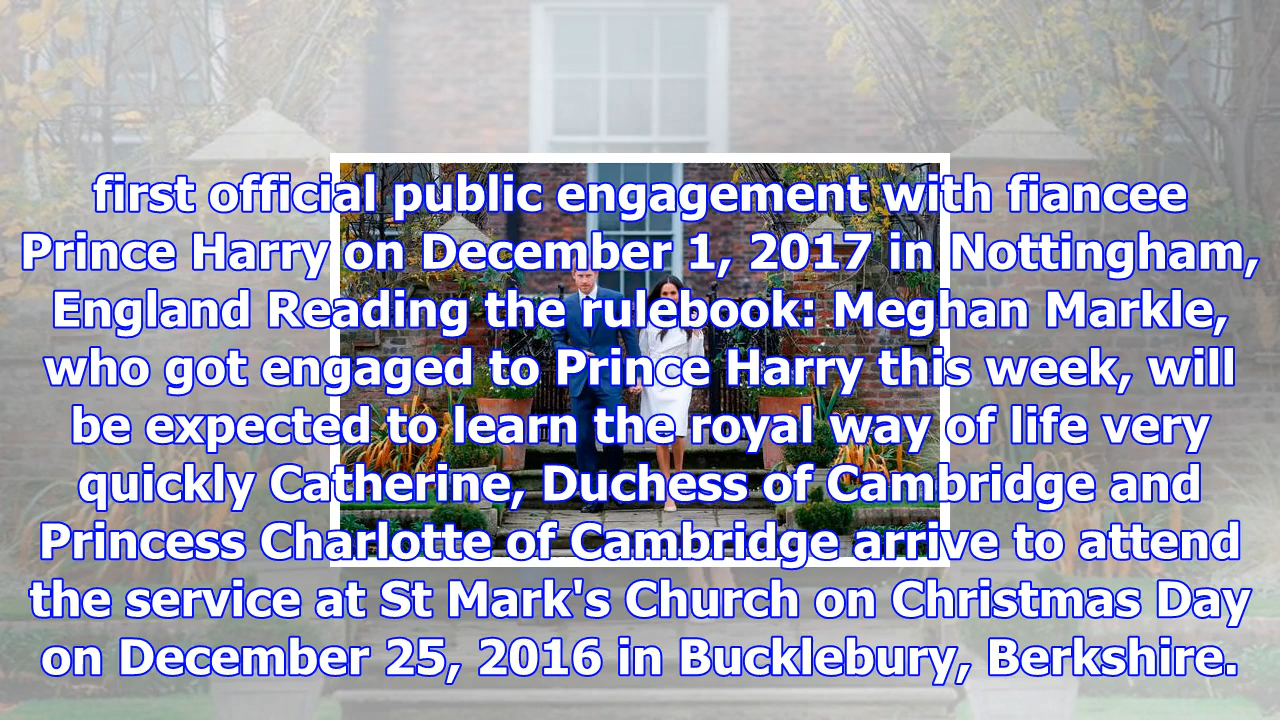 first official public engagement with fiancee
Prince Harry on December 1, 2017 in Nottingham,
England Reading the rulebook: Meghan Markle,
who got engaged to Prince Harry this week, will
be expected to learn the royal way of life very
quickly Catherine, Duchess of Cambridge and
Princess Charlotte of Cambridge arrive to attend
the service at St Mark's Church on Christmas Day
on December 25, 2016 in Bucklebury, Berkshire.